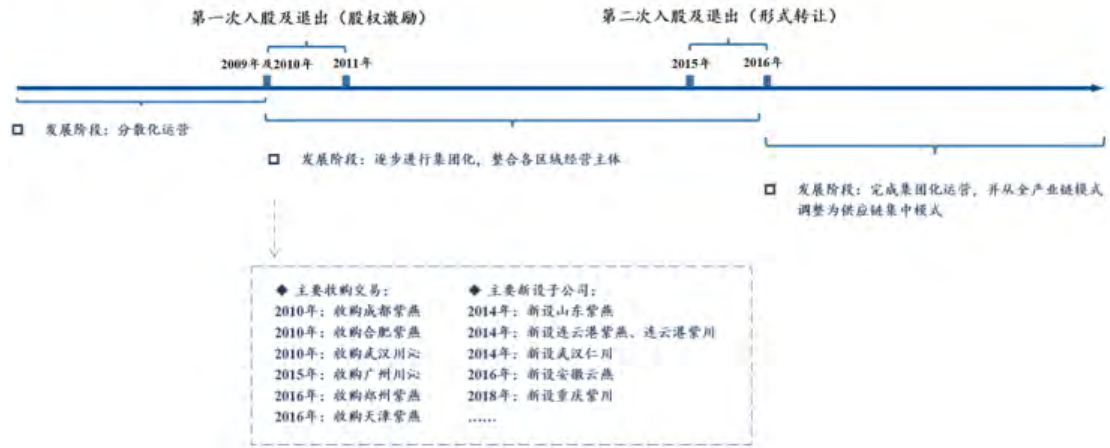 第一次入股及退出（股权激励）
第二次入股及退出（形式转让）
2009年及2010年
2011年
2015年
2016年
发展阶段：分散化运营
发展阶段：逐步进行集团化，整合各区域经营主体
发展阶段：完成集团化运营，并从全产业链模式
调整为供应链集中模式
◆ 主要收购交易：
2010年：收购成都紫燕
2010年：收购合肥紫燕
2010年：收购武汉川沁
2015年：收购广州川沁
2016年：收购郑州紫燕
2016年：收购天津紫燕
◆ 主要新设子公司：
2014年：新设山东紫燕
2014年：新设连云港紫燕、连云港紫川
2014年：新设武汉仁川
2016年：新设安徽云燕
2018年：新设重庆紫川
……